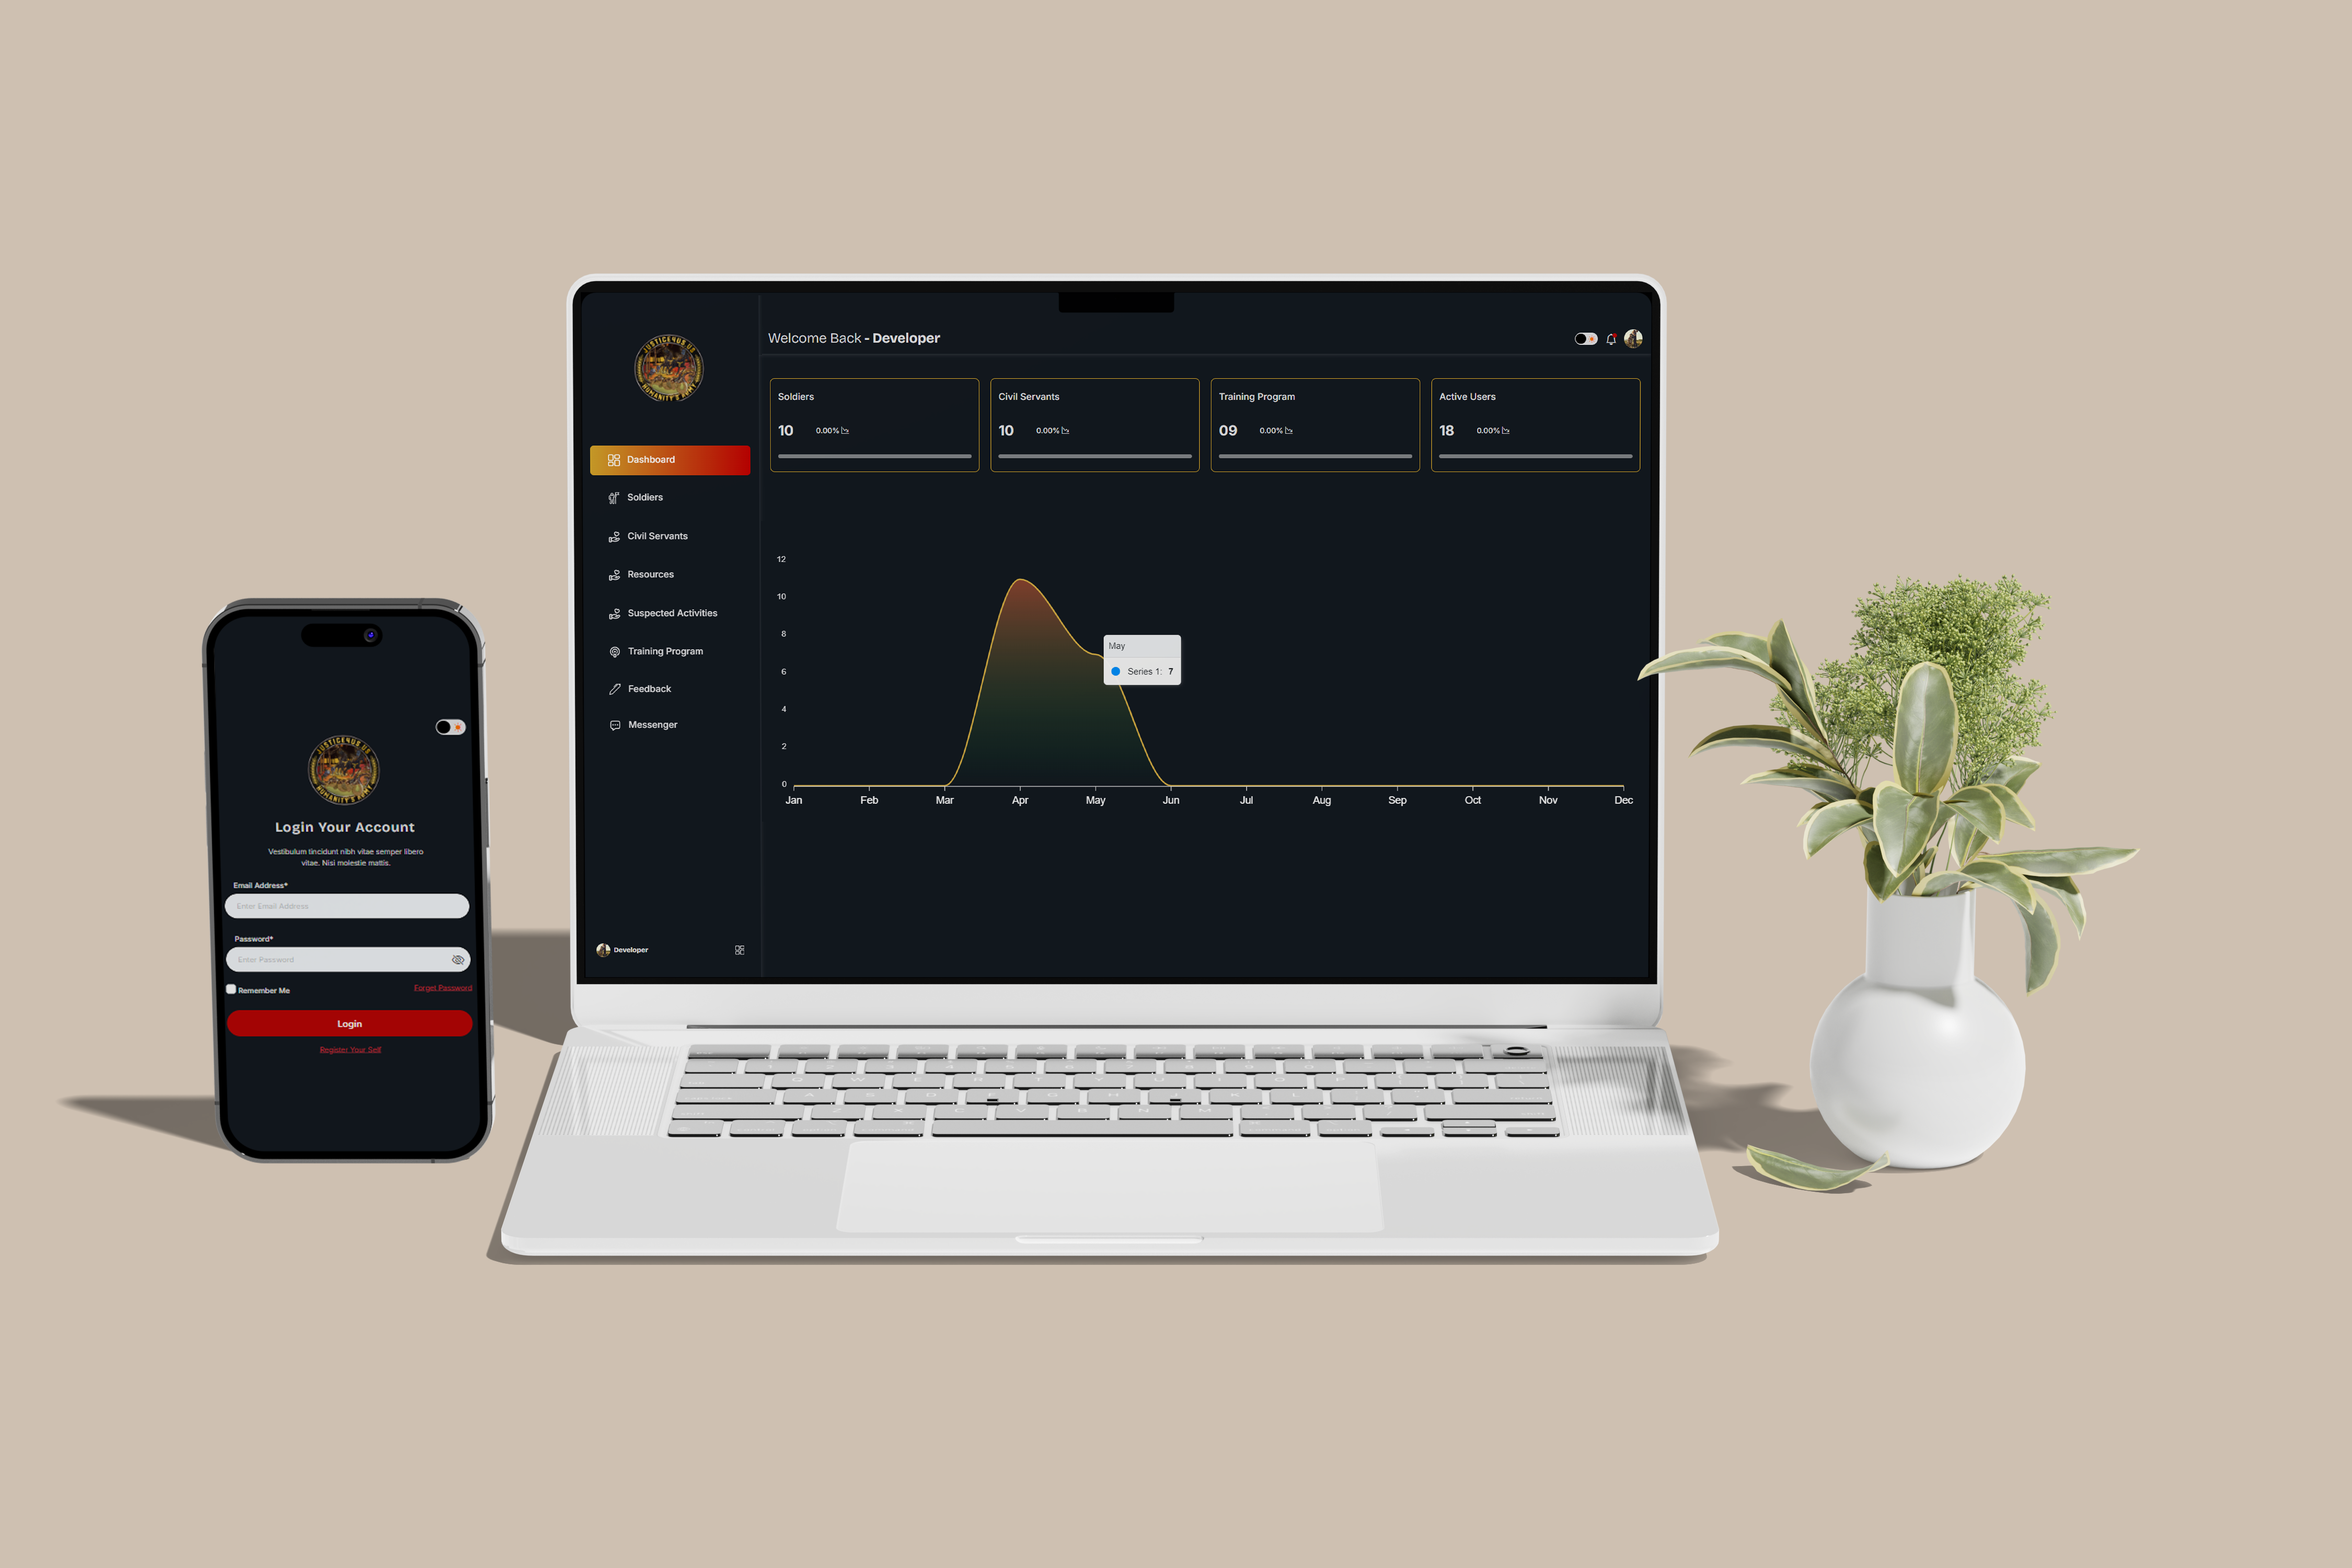 JUSTICE4US US
HUMANITY'S ARMY
Login Your Account
Vestibulum tincidunt nibh vitae semper libero
vitae. Nisi molestie mattis.
Email Address*
Enter Email Address
Password*
Enter Password
Remember Me
Forget Password
Login
Register Your Self
JUSTICE4US US
HUMANITY'S ARMY
Dashboard
Soldiers
Civil Servants
Resources
Suspected Activities
Training Program
Feedback
Messenger
Developer
Welcome Back - Developer
Soldiers
10 0.00%
Civil Servants
10 0.00%
Training Program
09 0.00%
Active Users
18 0.00%
12
10
8
6
4
2
0
May
Series 1: 7
Jan Feb Mar Apr May Jun Jul Aug Sep Oct Nov Dec